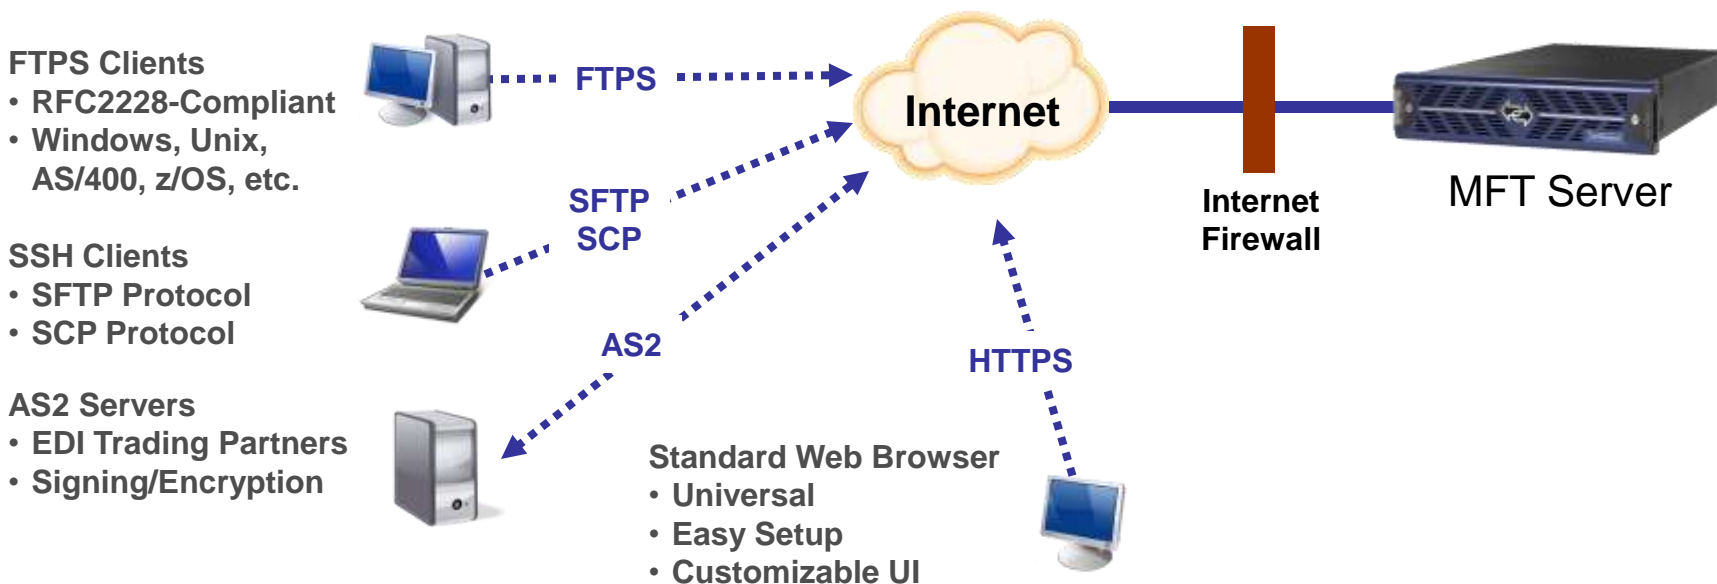 FTPS Clients
• RFC2228-Compliant
• Windows, Unix,
AS/400, z/OS, etc.
FTPS
Internet
Internet
Firewall
MFT Server
SSH Clients
• SFTP Protocol
• SCP Protocol
SFTP
SCP
AS2 Servers
• EDI Trading Partners
• Signing/Encryption
AS2
HTTPS
Standard Web Browser
• Universal
• Easy Setup
• Customizable UI